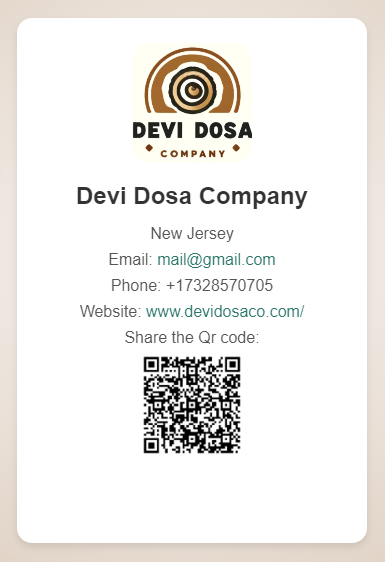 DEVI DOSA
COMPANY
Devi Dosa Company
New Jersey
Email: mail@gmail.com
Phone: +17328570705
Website: www.devidosaco.com/
Share the Qr code: